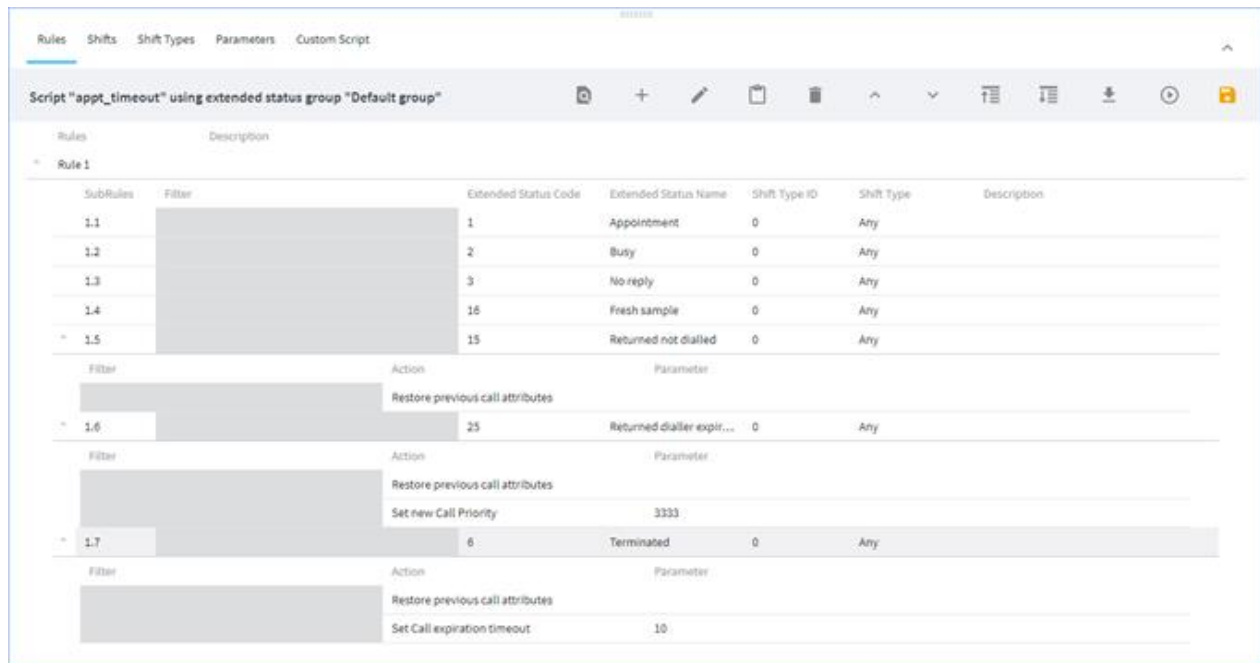 Rules Shifts Shift Types Parameters Custom Script
Script "appt_timeout" using extended status group "Default group"
Rules Description
Rule 1
SubRules Filter Extended Status Code Extended Status Name Shift Type ID Shift Type Description
1.1 1 Appointment 0 Any
1.2 2 Busy 0 Any
1.3 3 No reply 0 Any
1.4 16 Fresh sample 0 Any
1.5 15 Returned not dialled 0 Any
Filter Action Parameter
Restore previous call attributes
1.6 25 Returned dialler expir... 0 Any
Filter Action Parameter
Restore previous call attributes
Set new Call Priority 3333
1.7 6 Terminated 0 Any
Filter Action Parameter
Restore previous call attributes
Set Call expiration timeout 10